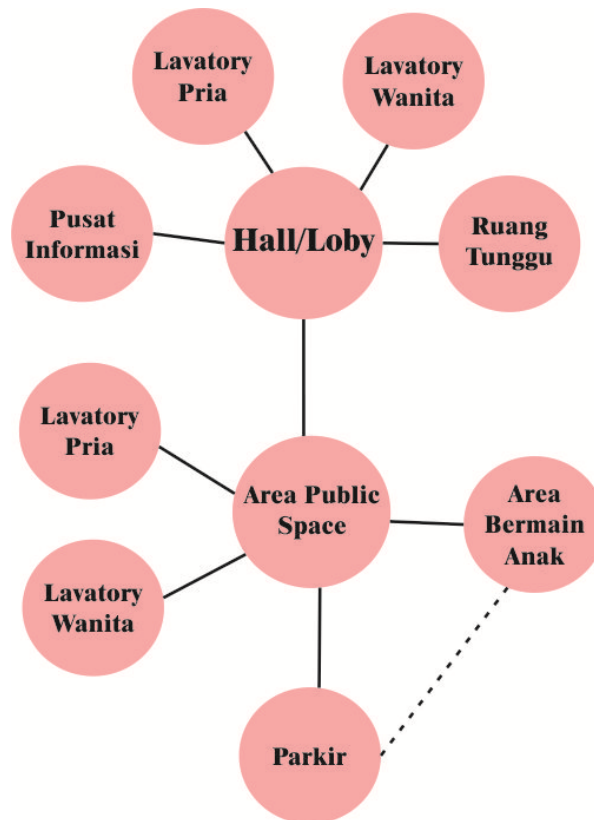 Lavatory
Pria
Lavatory
Wanita
Pusat
Informasi
Hall/Loby
Ruang
Tunggu
Lavatory
Pria
Area Public
Space
Area
Bermain
Anak
Lavatory
Wanita
Parkir